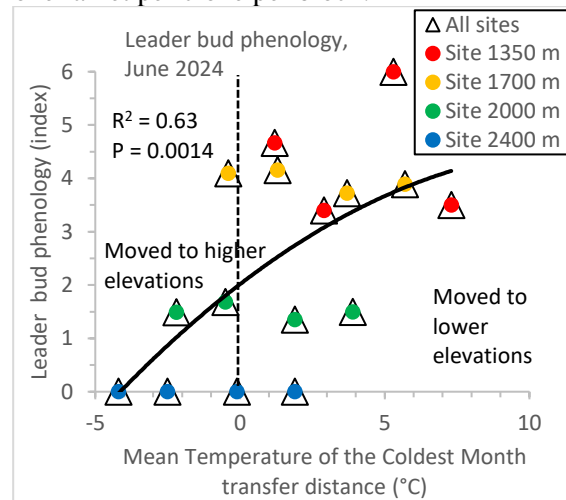 Leader bud phenology,
June 2024
R² = 0.63
P = 0.0014
All sites
Site 1350 m
Site 1700 m
Site 2000 m
Site 2400 m
Moved to higher
elevations
Moved to
lower
elevations
Leader bud phenology (index)
6
5
4
3
2
1
0
-5
0
5
10
Mean Temperature of the Coldest Month
transfer distance (°C)